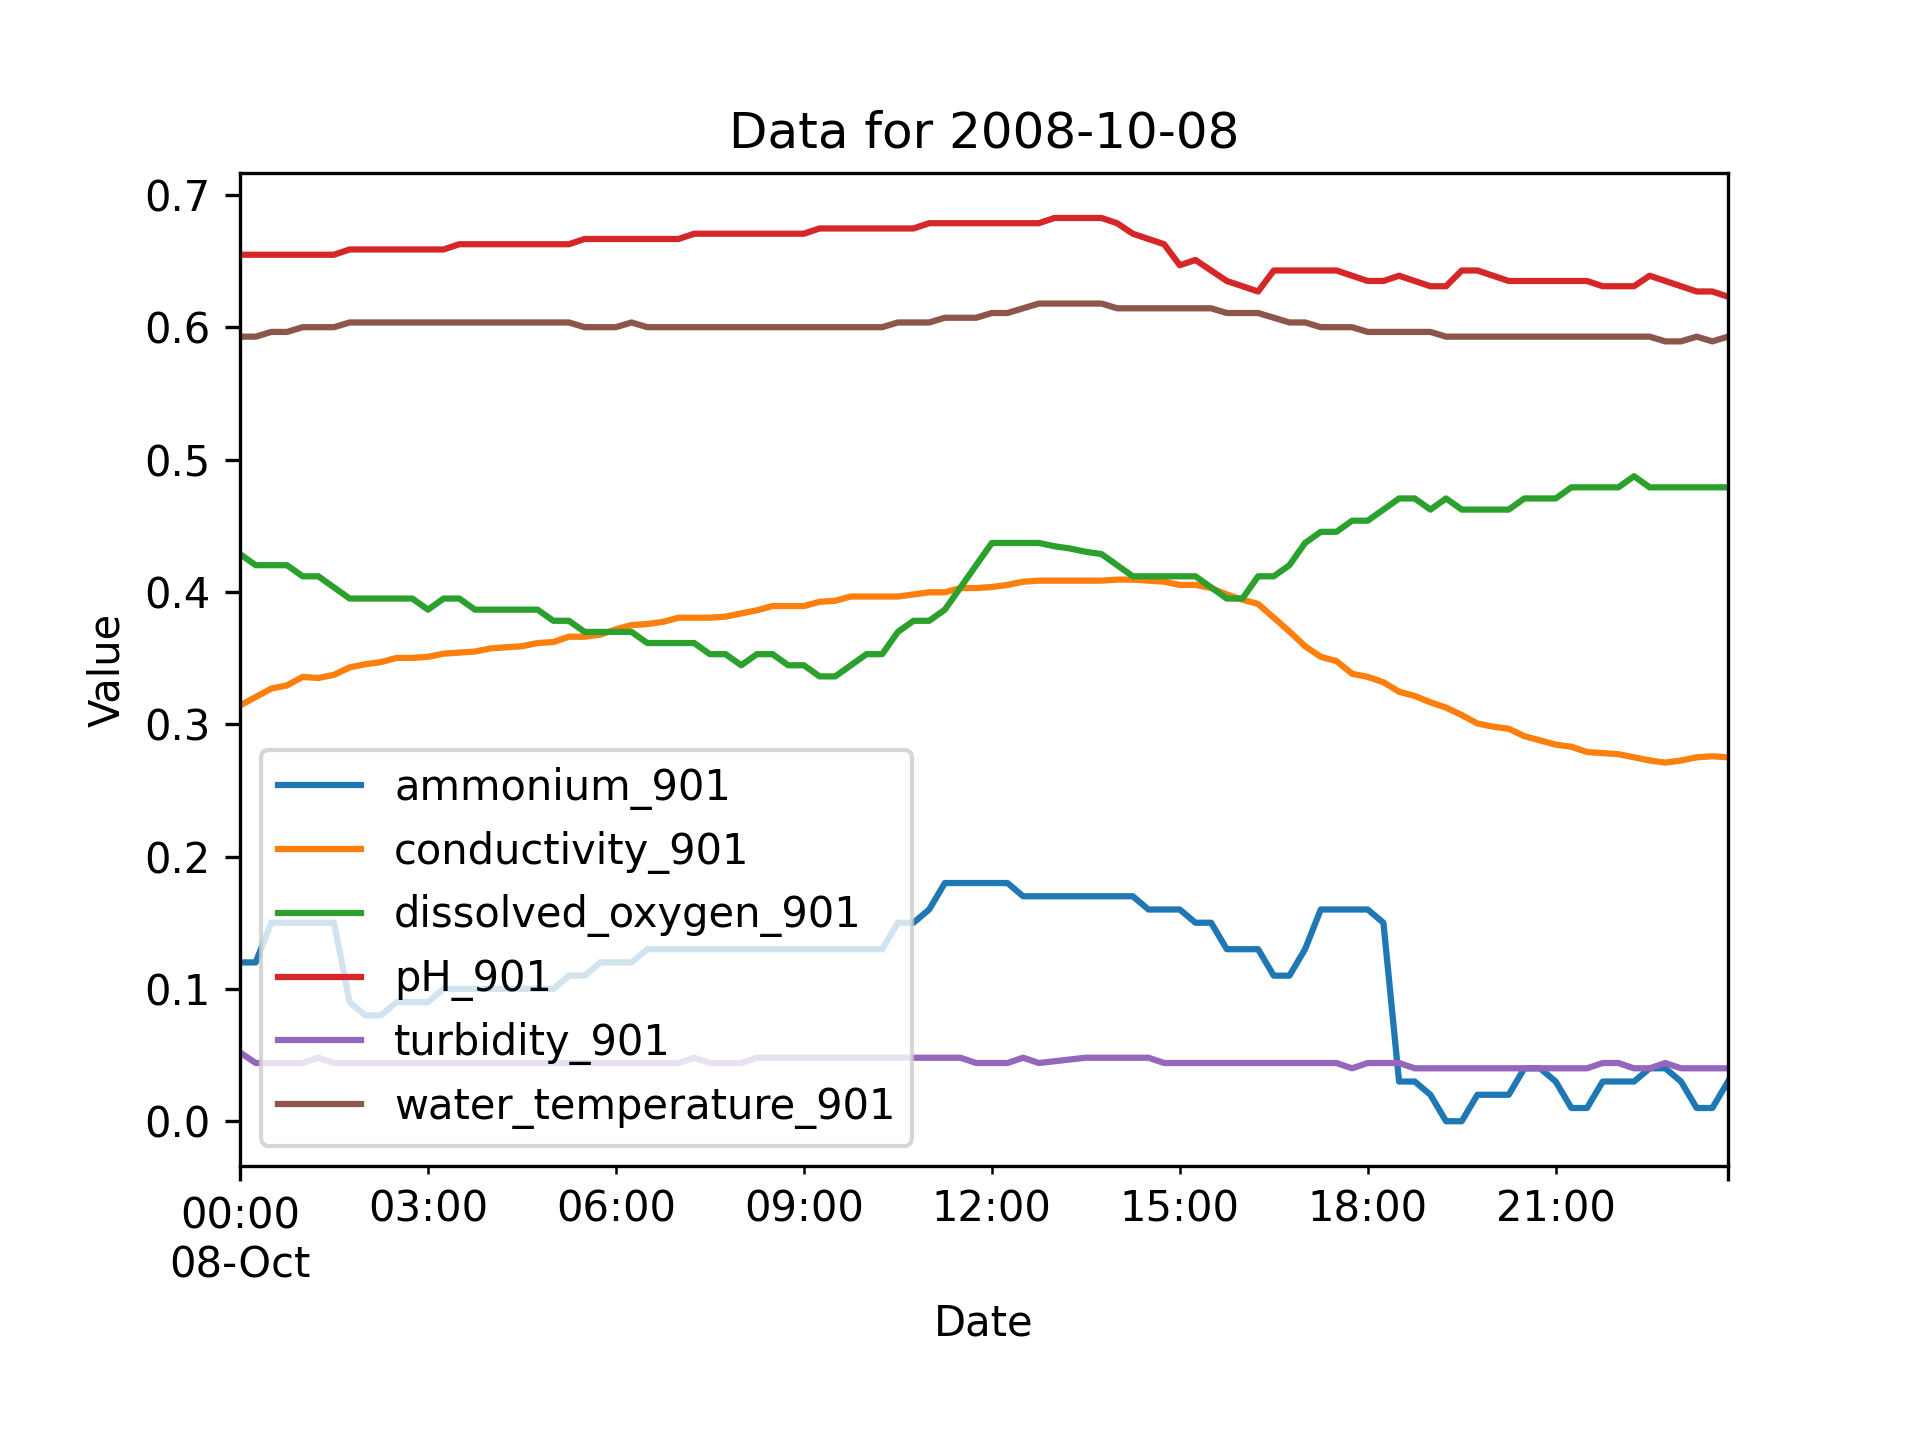 Data for 2008-10-08
0.7
0.6
0.5
0.4
0.3
0.2
0.1
0.0
Value
ammonium_901
conductivity_901
dissolved_oxygen_901
pH_901
turbidity_901
water_temperature_901
00:00 03:00 06:00 09:00 12:00 15:00 18:00 21:00
08-Oct
Date